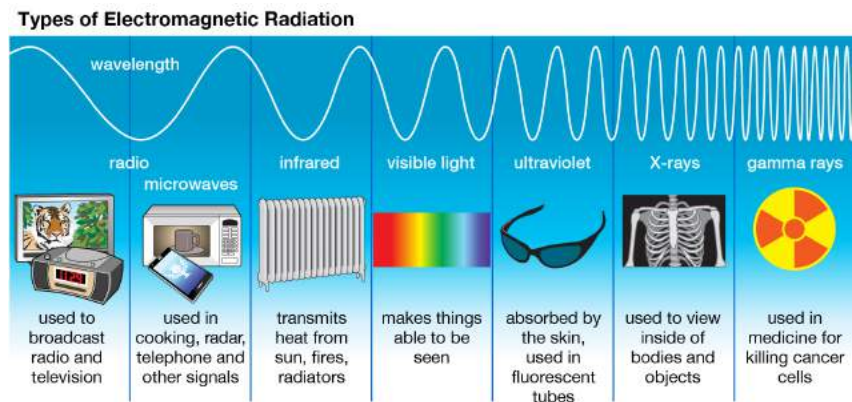 Types of Electromagnetic Radiation
wavelength
radio
microwaves
infrared
visible light
ultraviolet
X-rays
gamma rays
11:29
used to
broadcast
radio and
television
used in
cooking, radar,
telephone and
other signals
transmits
heat from
sun, fires,
radiators
makes things
able to be
seen
absorbed by
the skin,
used in
fluorescent
tubes
used to view
inside of
bodies and
objects
used in
medicine for
killing cancer
cells